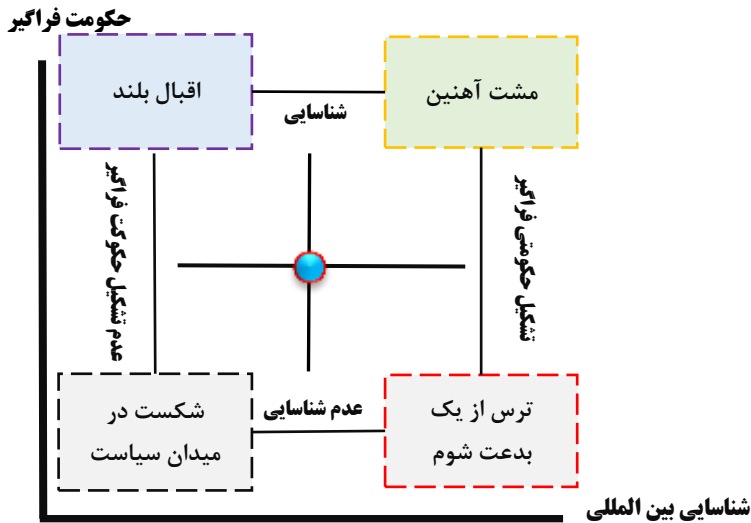 حکومت فراگیر
مشت آهنین
اقبال بلند
شناسایی
تشکیل حکومتی فراگیر
عدم تشکیل حکوکت فراگیر
ترس از یک
بدعت شوم
عدم شناسایی
شکست در
میدان سیاست
شناسایی بین المللی